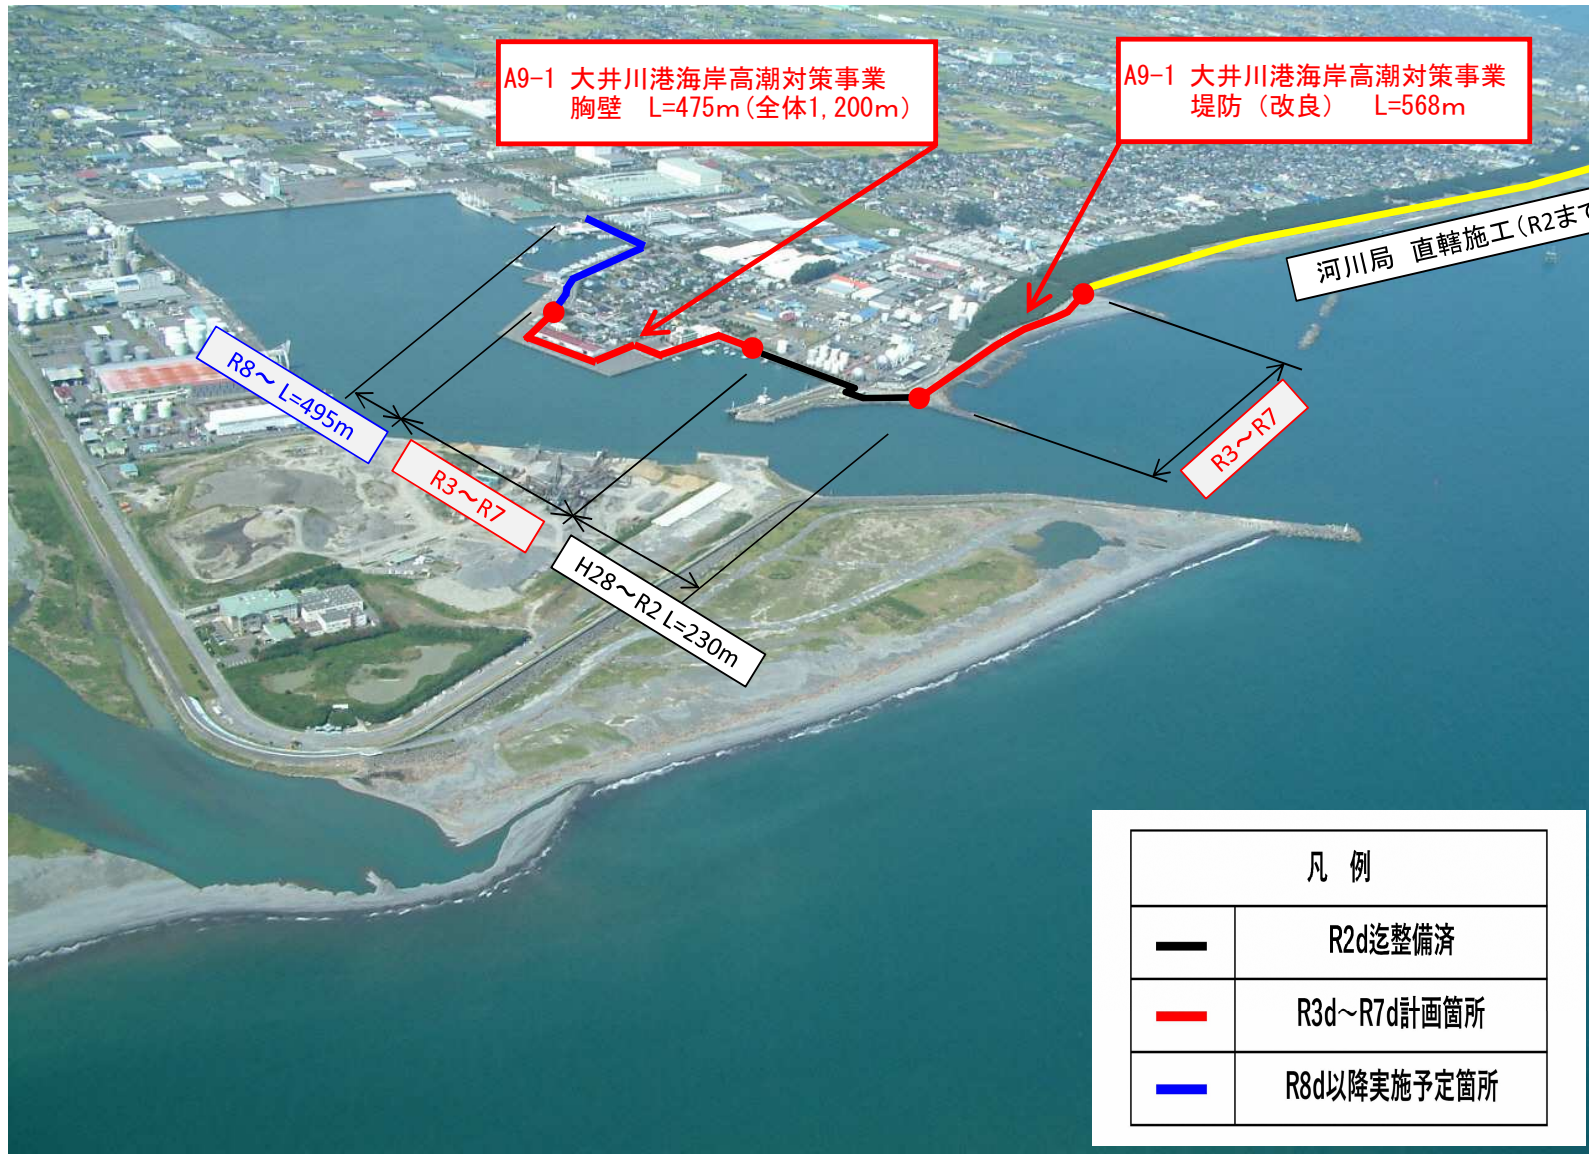 A9-1 大井川港海岸高潮対策事業
胸壁　L=475m(全体1,200m)
A9-1 大井川港海岸高潮対策事業
堤防（改良）　L=568m
河川局 直轄施工(R2まで
R8～ L=495m
R3～R7
R3～R7
H28～R2 L=230m
凡 例
R2d迄整備済
R3d～R7d計画箇所
R8d以降実施予定箇所